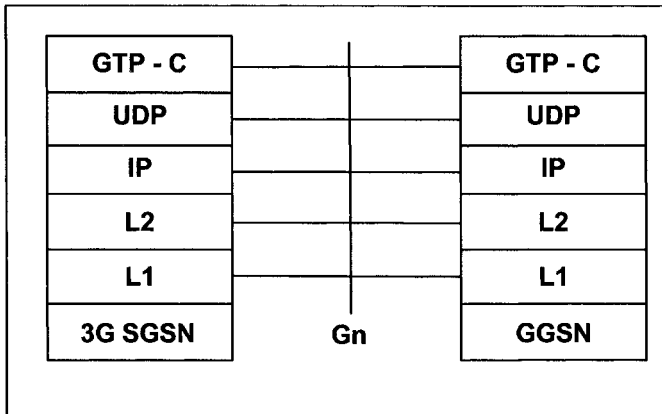 GTP - C GTP - C
UDP UDP
IP IP
L2 L2
L1 L1
3G SGSN Gn GGSN